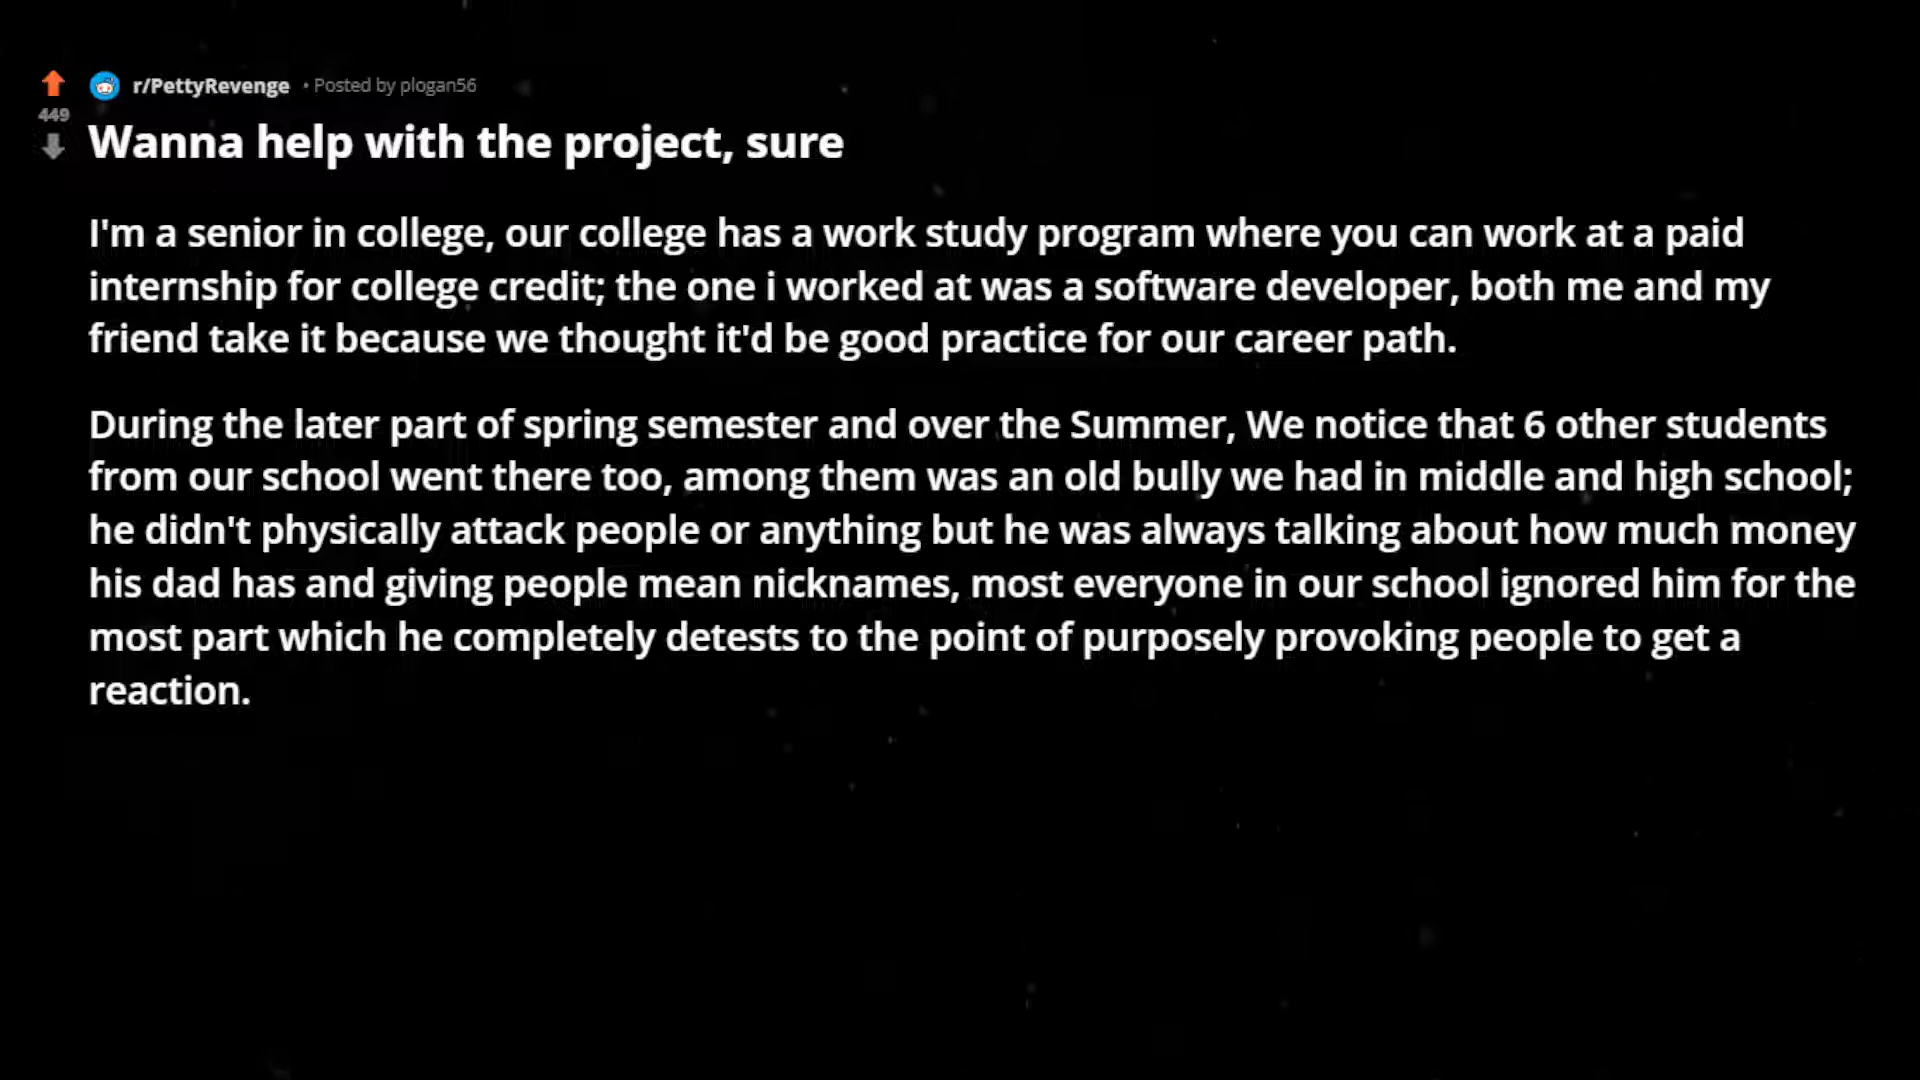 r/PettyRevenge • Posted by plogan56
449
Wanna help with the project, sure
I'm a senior in college, our college has a work study program where you can work at a paid
internship for college credit; the one i worked at was a software developer, both me and my
friend take it because we thought it'd be good practice for our career path.
During the later part of spring semester and over the Summer, We notice that 6 other students
from our school went there too, among them was an old bully we had in middle and high school;
he didn't physically attack people or anything but he was always talking about how much money
his dad has and giving people mean nicknames, most everyone in our school ignored him for the
most part which he completely detests to the point of purposely provoking people to get a
reaction.